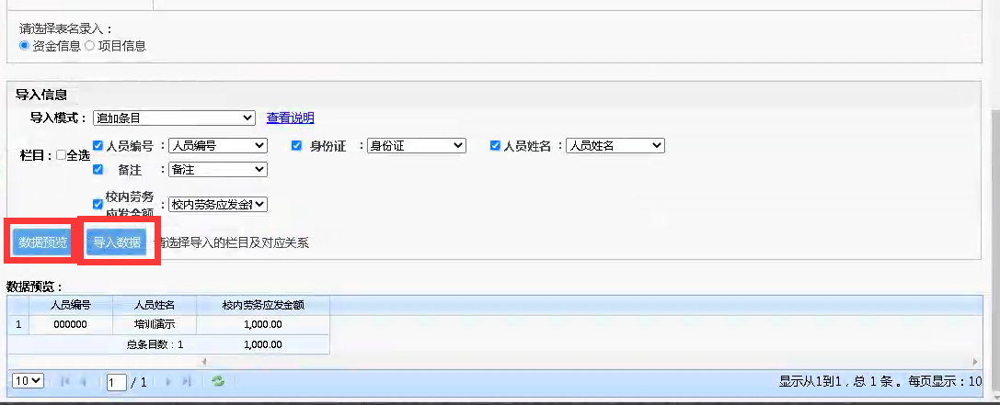 请选择表名录入：
资金信息 项目信息
导入信息
导入模式： 追加条目 查看说明
栏目： 全选 人员编号 ： 人员编号 身份证 ： 身份证 人员姓名 ： 人员姓名
备注 ： 备注
校内劳务
应发金额 ： 校内劳务应发金
数据预览 导入数据 请选择导入的栏目及对应关系
数据预览：
人员编号 人员姓名 校内劳务应发金额
1 000000 培训演示 1,000.00
总条目数：1 1,000.00
10 1 / 1 显示从1到1，总 1 条 。每页显示：10